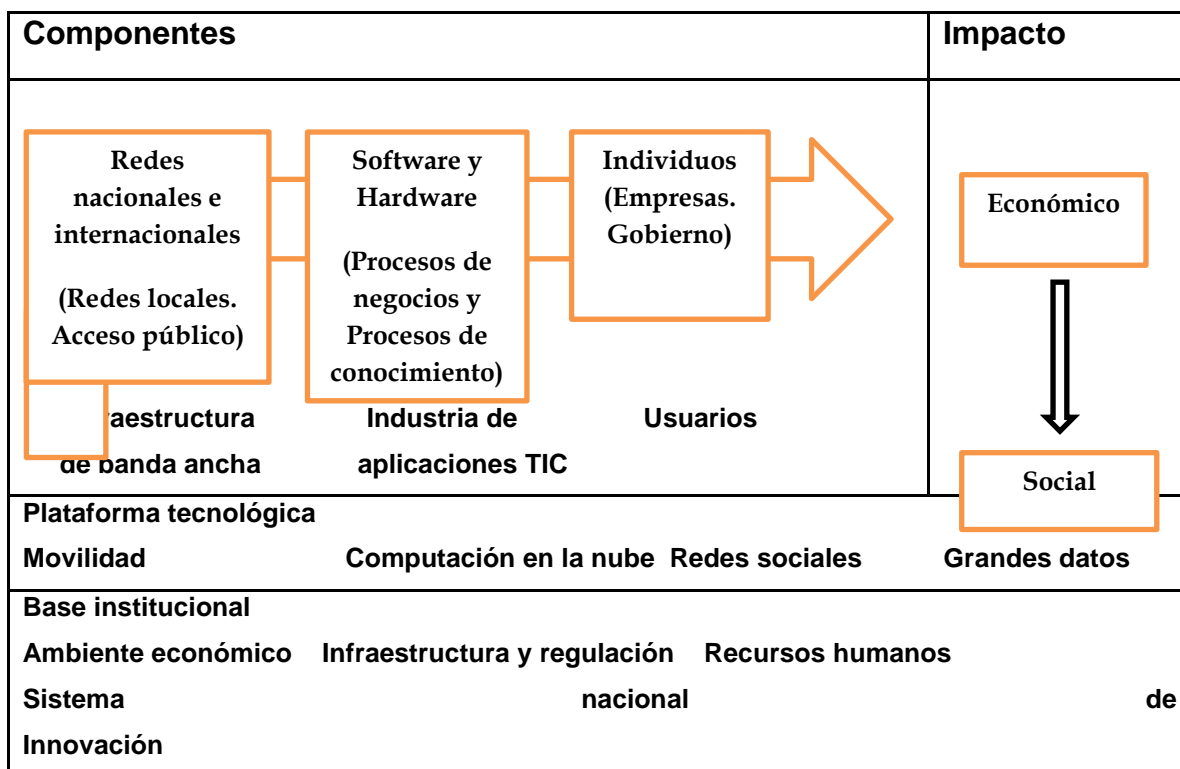 Componentes
Impacto
Redes
nacionales e
internacionales
(Redes locales.
Acceso público)
Software y
Hardware
(Procesos de
negocios y
Procesos de
conocimiento)
Individuos
(Empresas.
Gobierno)
Económico
Social
raestructura
de banda ancha
Industria de
aplicaciones TIC
Usuarios
Plataforma tecnológica
Movilidad Computación en la nube Redes sociales Grandes datos
Base institucional
Ambiente económico Infraestructura y regulación Recursos humanos
Sistema nacional de
Innovación